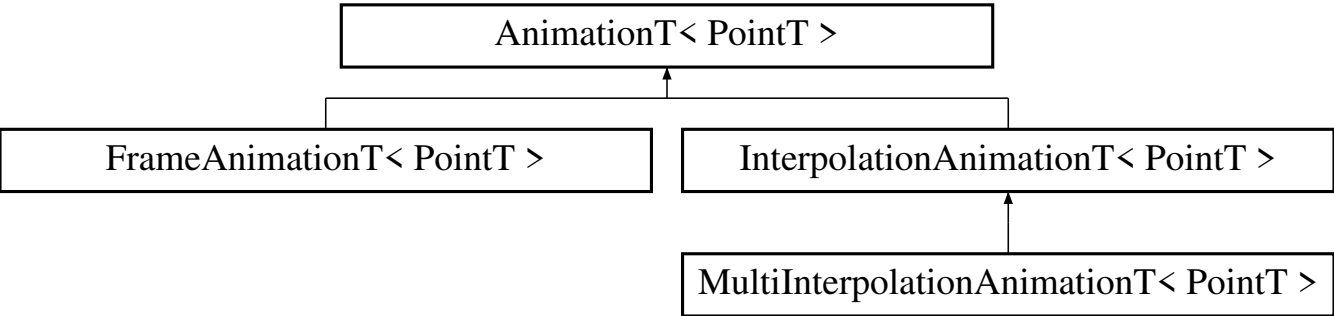 AnimationT< PointT >
FrameAnimationT< PointT >
InterpolationAnimationT< PointT >
MultiInterpolationAnimationT< PointT >